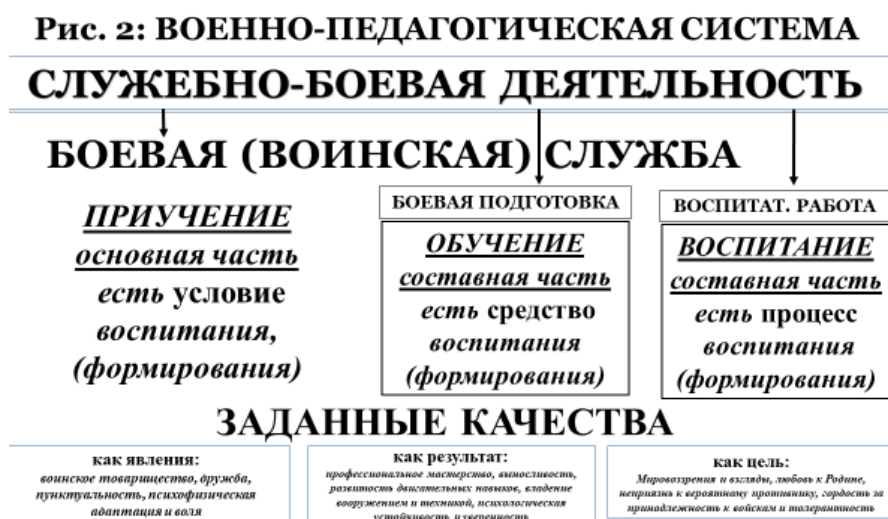 Рис. 2: ВОЕННО-ПЕДАГОГИЧЕСКАЯ СИСТЕМА
СЛУЖЕБНО-БОЕВАЯ ДЕЯТЕЛЬНОСТЬ
БОЕВАЯ (ВОИНСКАЯ) СЛУЖБА
ПРИУЧЕНИЕ
основная часть
есть условие
воспитания,
(формирования)
БОЕВАЯ ПОДГОТОВКА
ОБУЧЕНИЕ
составная часть
есть средство
воспитания
(формирования)
ВОСПИТАТ. РАБОТА
ВОСПИТАНИЕ
составная часть
есть процесс
воспитания
(формирования)
ЗАДАННЫЕ КАЧЕСТВА
как явления:
воинское товарищество, дружба,
пунктуальность, психофизическая
адаптация и воля
как результат:
профессиональное мастерство, выносливость,
развитость двигательных навыков, владение
вооружением и техникой, психологическая
устойчивость и уверенность
как цель:
Мировоззрения и взгляды, любовь к Родине,
неприязнь к вероятному противнику, гордость за
принадлежность к войскам и толерантность